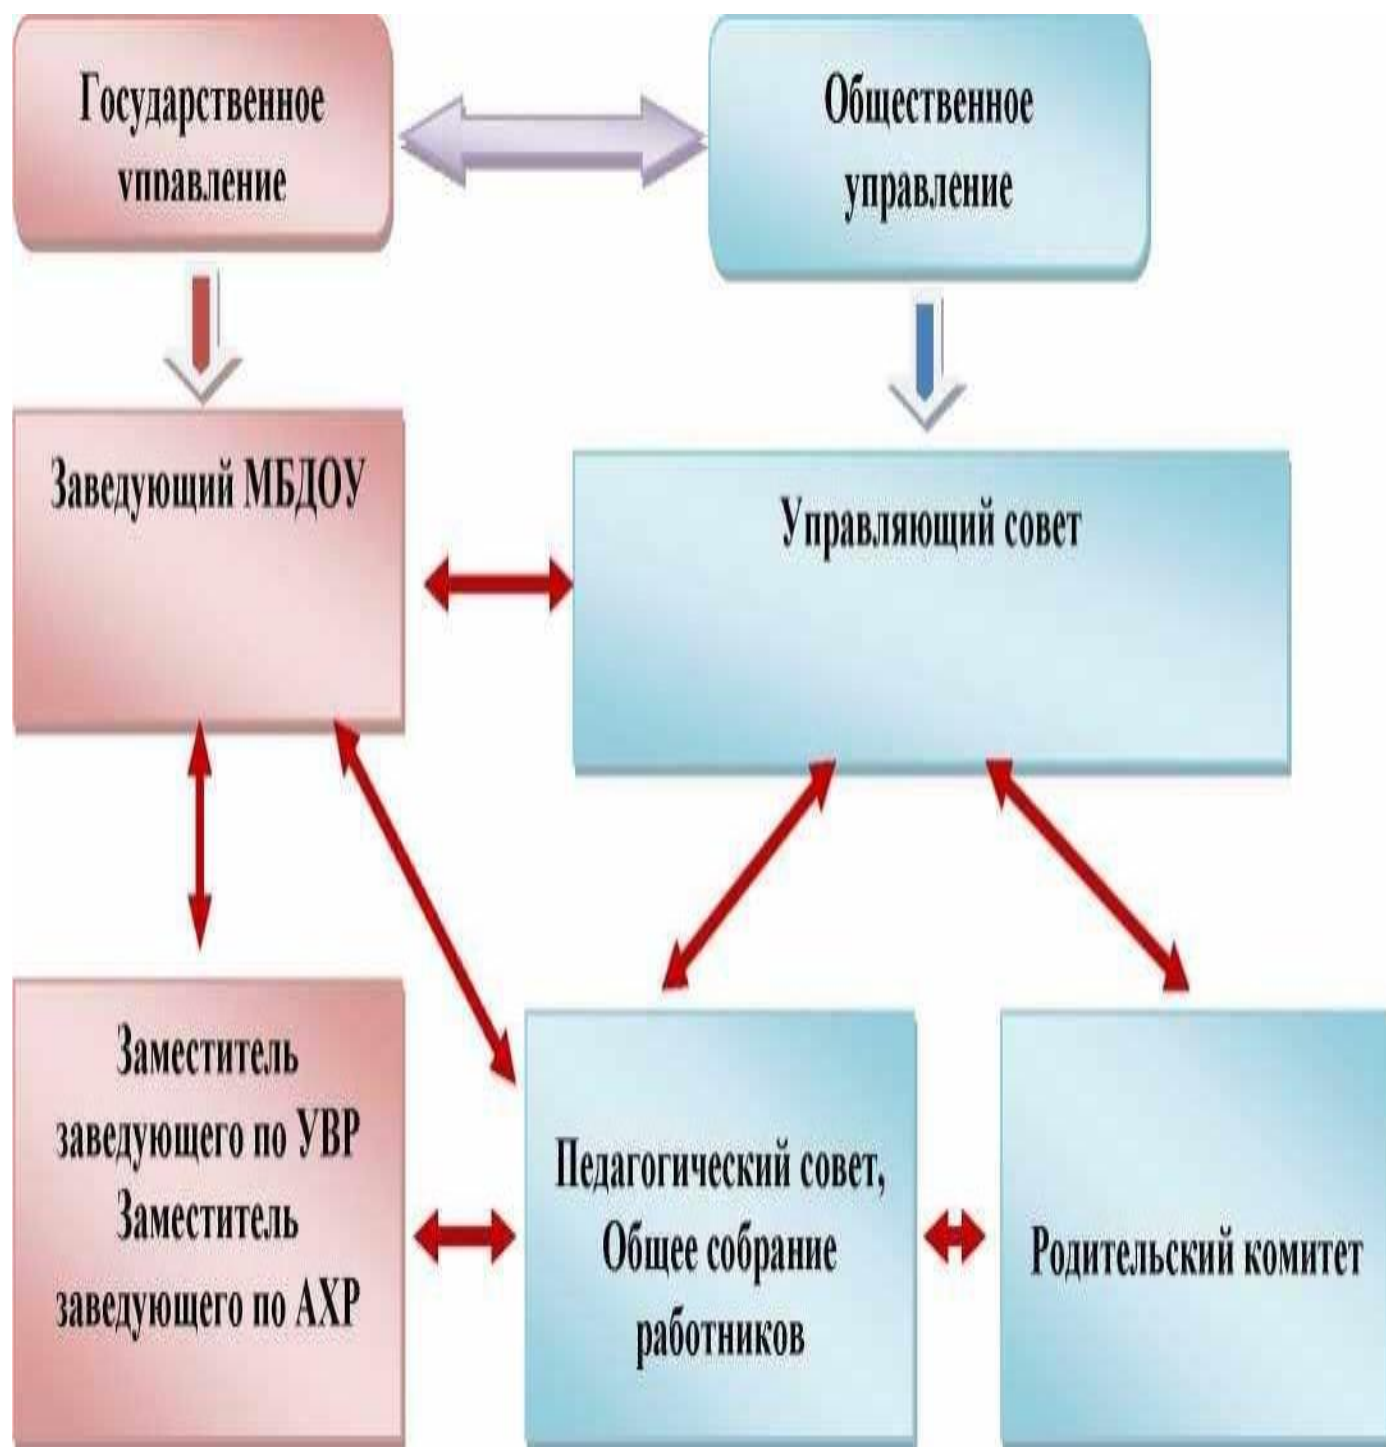 Государственное
управление
Общественное
управление
Заведующий МБДОУ
Управляющий совет
Заместитель
заведующего по УВР
Заместитель
заведующего по АХР
Педагогический совет,
Общее собрание
работников
Родительский комитет